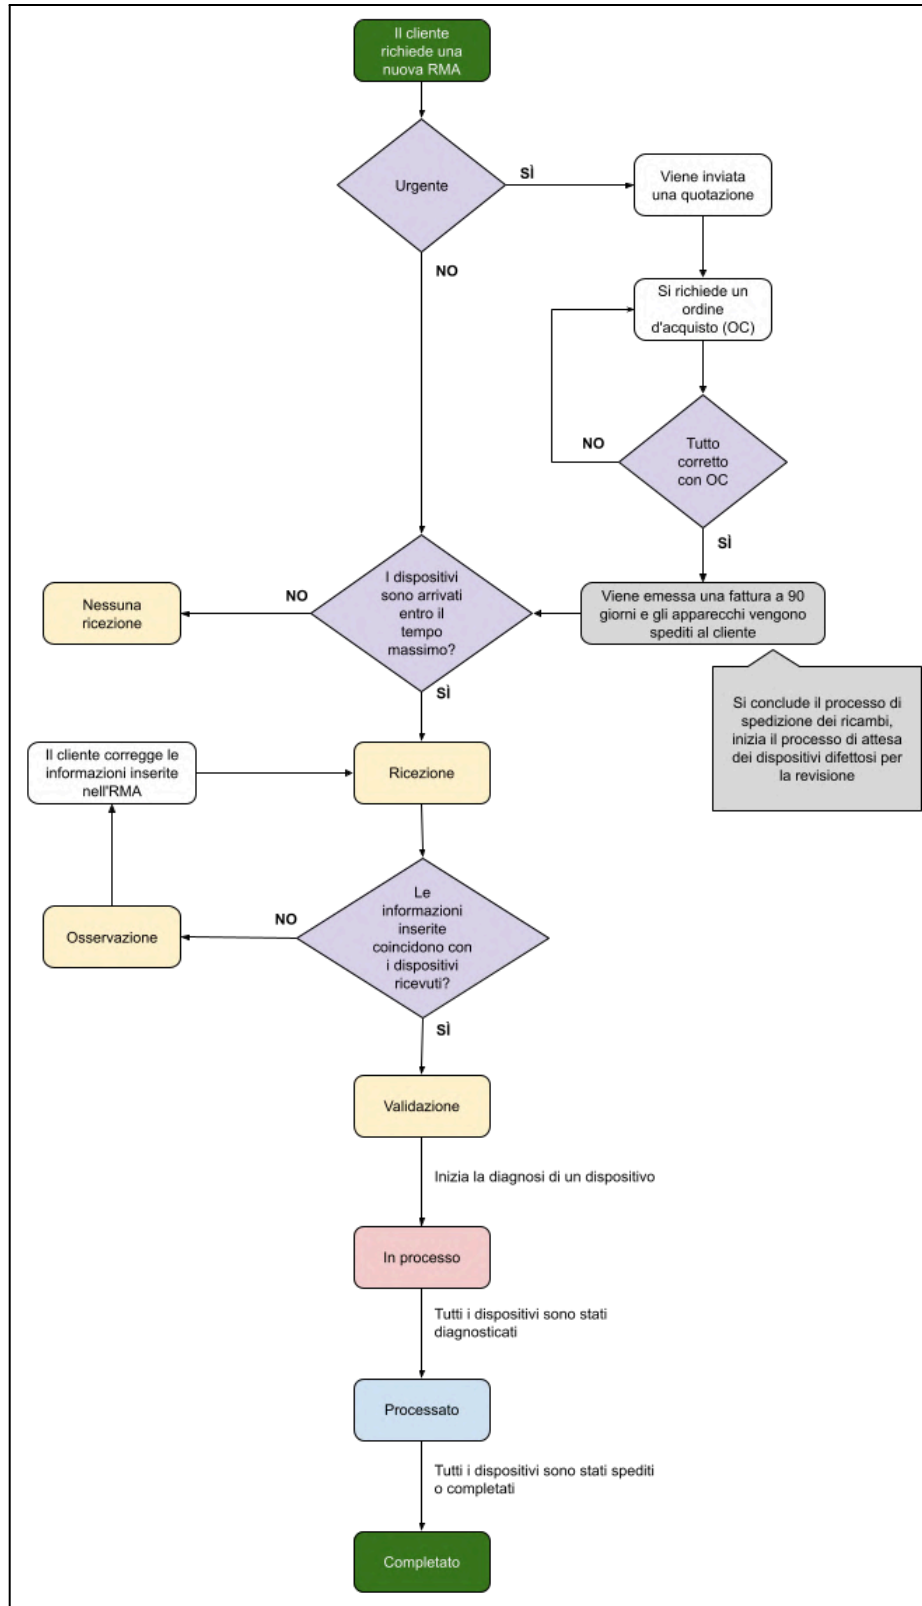 Il cliente
richiede una
nuova RMA
Urgente
SÌ
Viene inviata
una quotazione
NO
Si richiede un
ordine
d'acquisto (OC)
NO
Tutto
corretto
con OC
SÌ
Viene emessa una fattura a 90
giorni e gli apparecchi vengono
spediti al cliente
I dispositivi
sono arrivati
entro il
tempo
massimo?
NO
Nessuna
ricezione
SÌ
Si conclude il processo di
spedizione dei ricambi,
inizia il processo di attesa
dei dispositivi difettosi per
la revisione
Il cliente corregge le
informazioni inserite
nell'RMA
Ricezione
Le
informazioni
inserite
coincidono con
i dispositivi
ricevuti?
NO
Osservazione
SÌ
Validazione
Inizia la diagnosi di un dispositivo
In processo
Tutti i dispositivi sono stati
diagnosticati
Processato
Tutti i dispositivi sono stati spediti
o completati
Completato